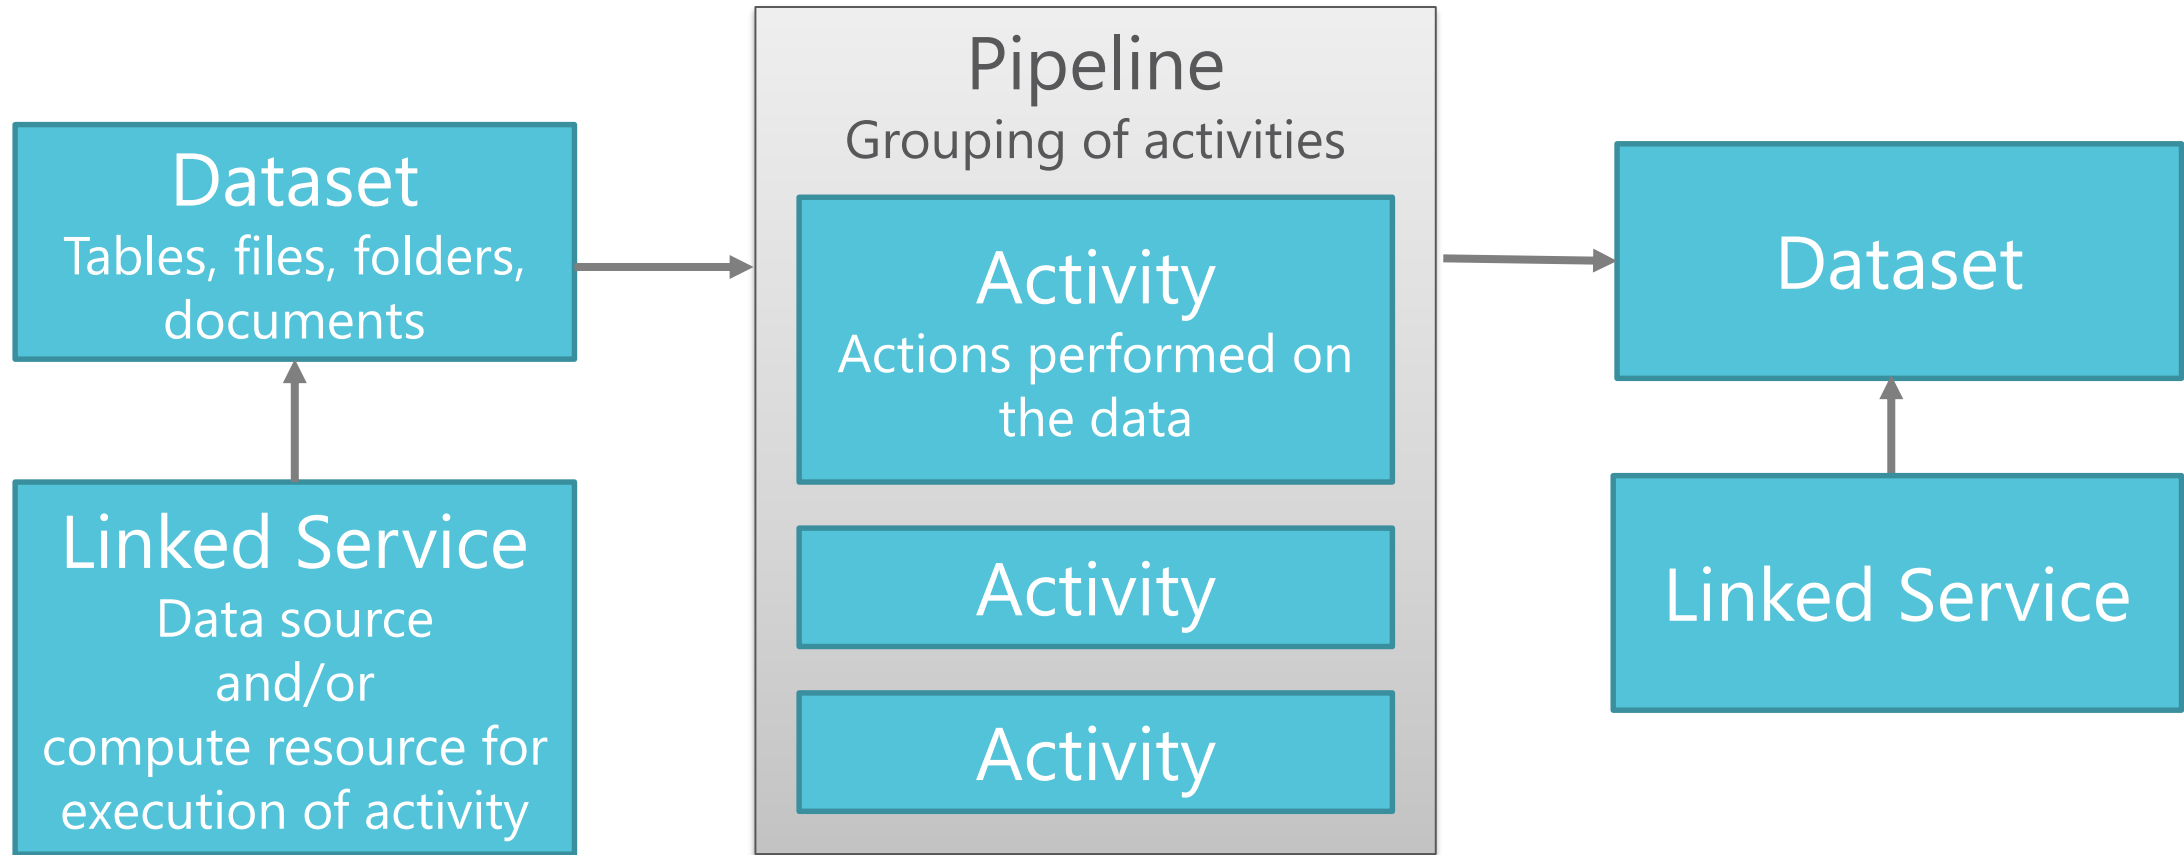 Dataset
Tables, files, folders,
documents
Linked Service
Data source
and/or
compute resource for
execution of activity
Pipeline
Grouping of activities
Activity
Actions performed on
the data
Activity
Activity
Dataset
Linked Service